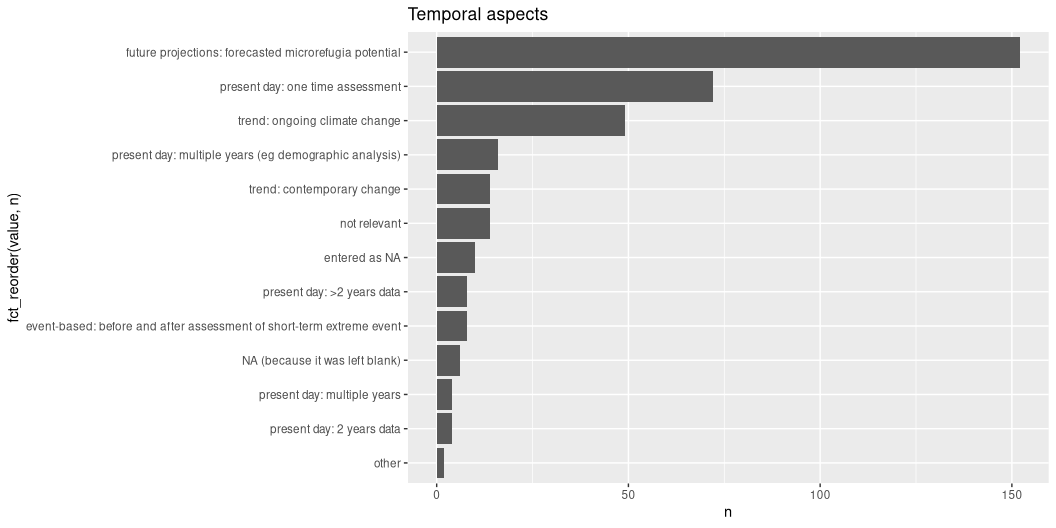 Temporal aspects
future projections: forecasted microrefugia potential
present day: one time assessment
trend: ongoing climate change
present day: multiple years (eg demographic analysis)
trend: contemporary change
not relevant
entered as NA
present day: >2 years data
event-based: before and after assessment of short-term extreme event
NA (because it was left blank)
present day: multiple years
present day: 2 years data
other
fct_reorder(value, n)
0 50 100 150
n